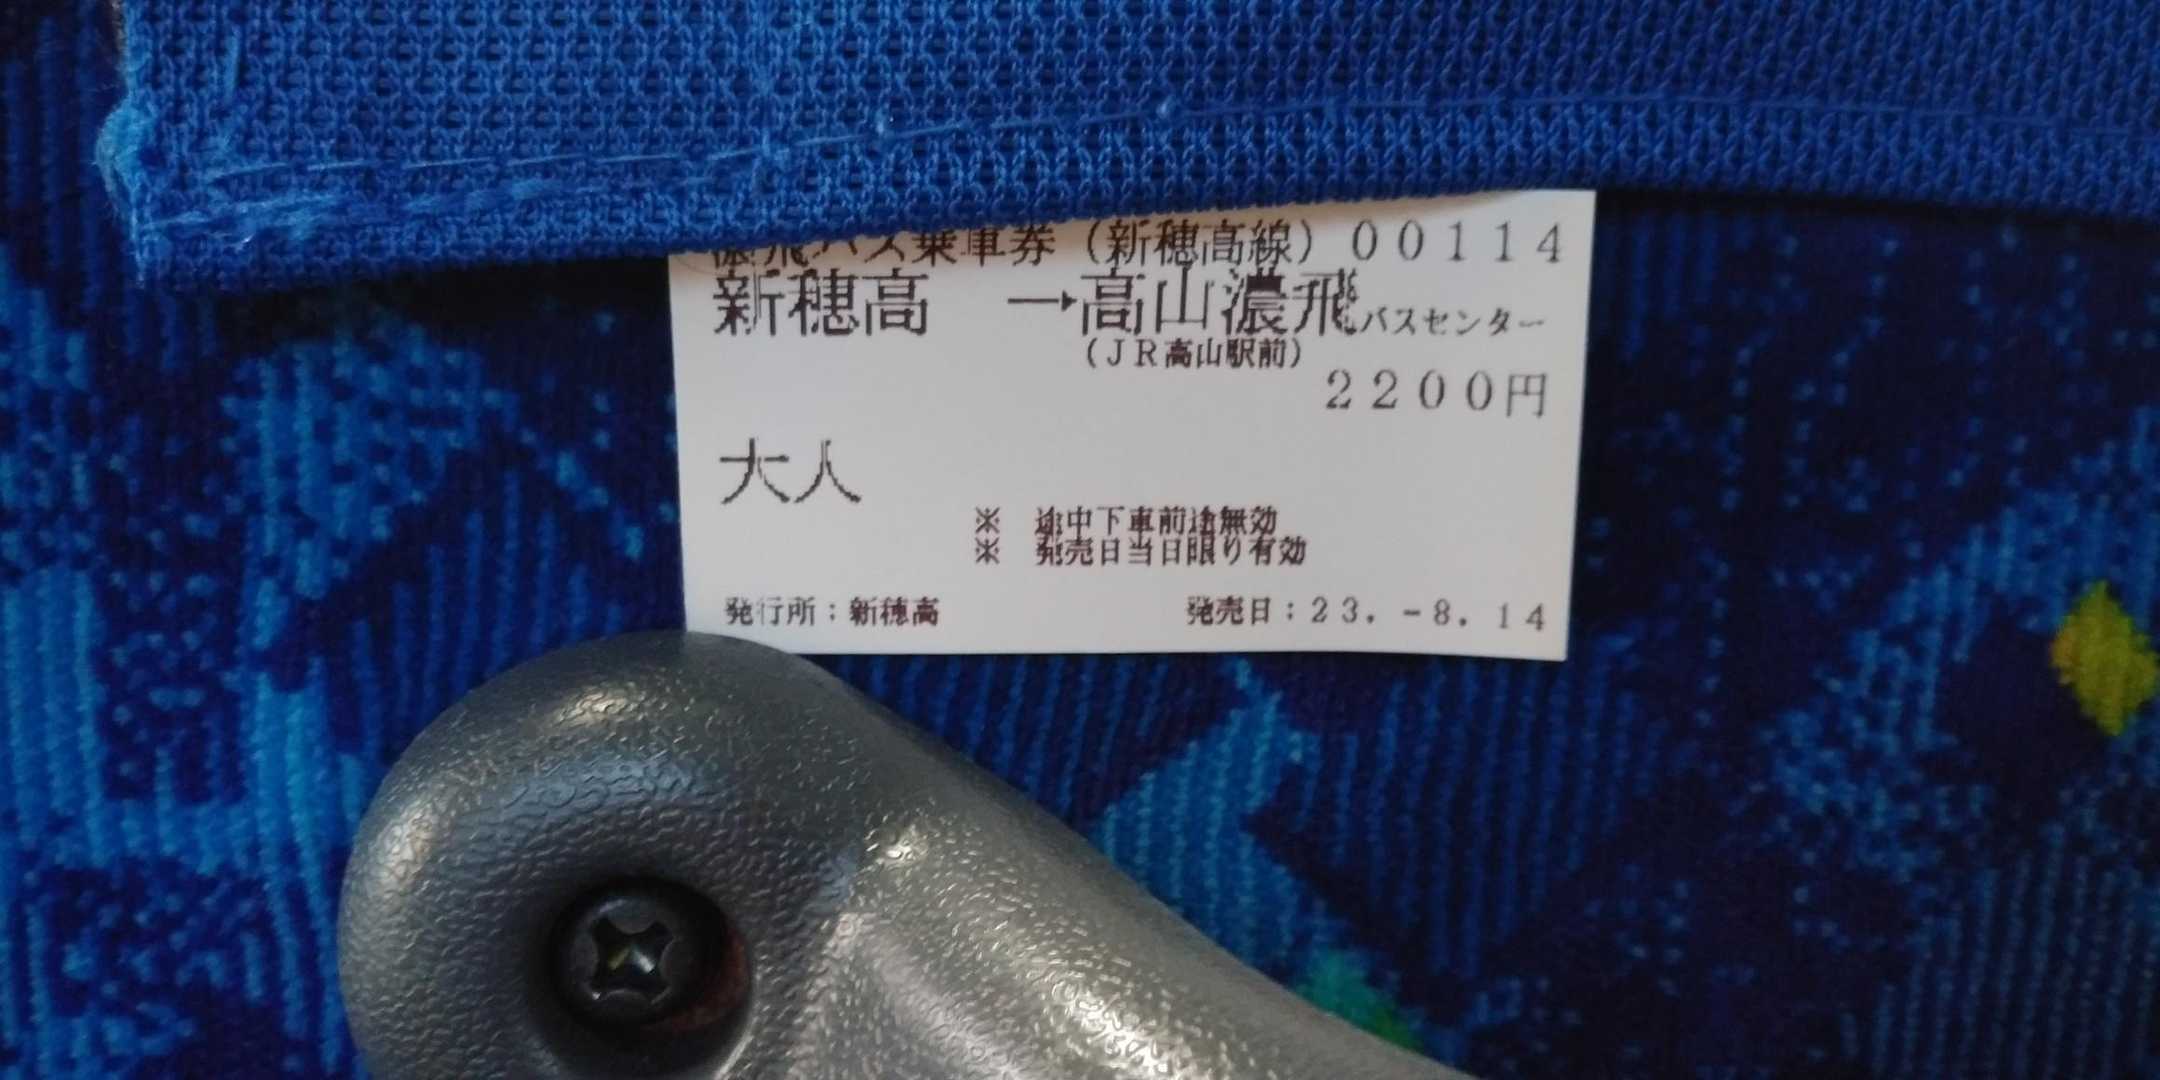 濃飛バス乗車券(新穂高線)00114
新穂高 →高山濃飛バスセンター
(JR高山駅前)
2200円
大人
※ 途中下車前途無効
※ 発売日当日限り有効
発行所:新穂高 発売日:23.-8.14